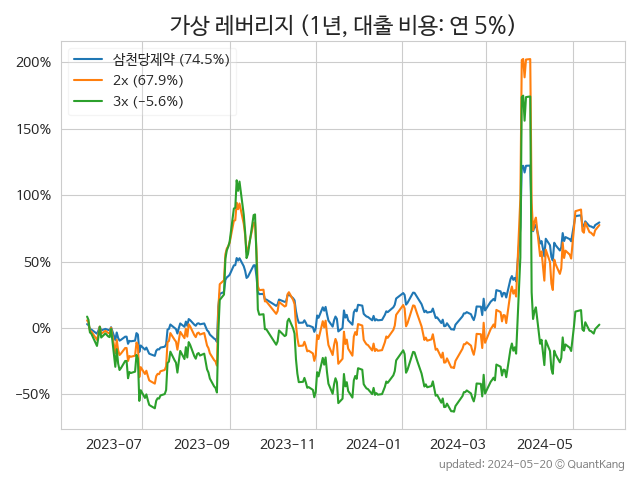 가상 레버리지 (1년, 대출 비용: 연 5%)
200%
150%
100%
50%
0%
−50%
삼천당제약 (74.5%)
2x (67.9%)
3x (−5.6%)
2023-07
2023-09
2023-11
2024-01
2024-03
2024-05
updated: 2024-05-20 © QuantKang